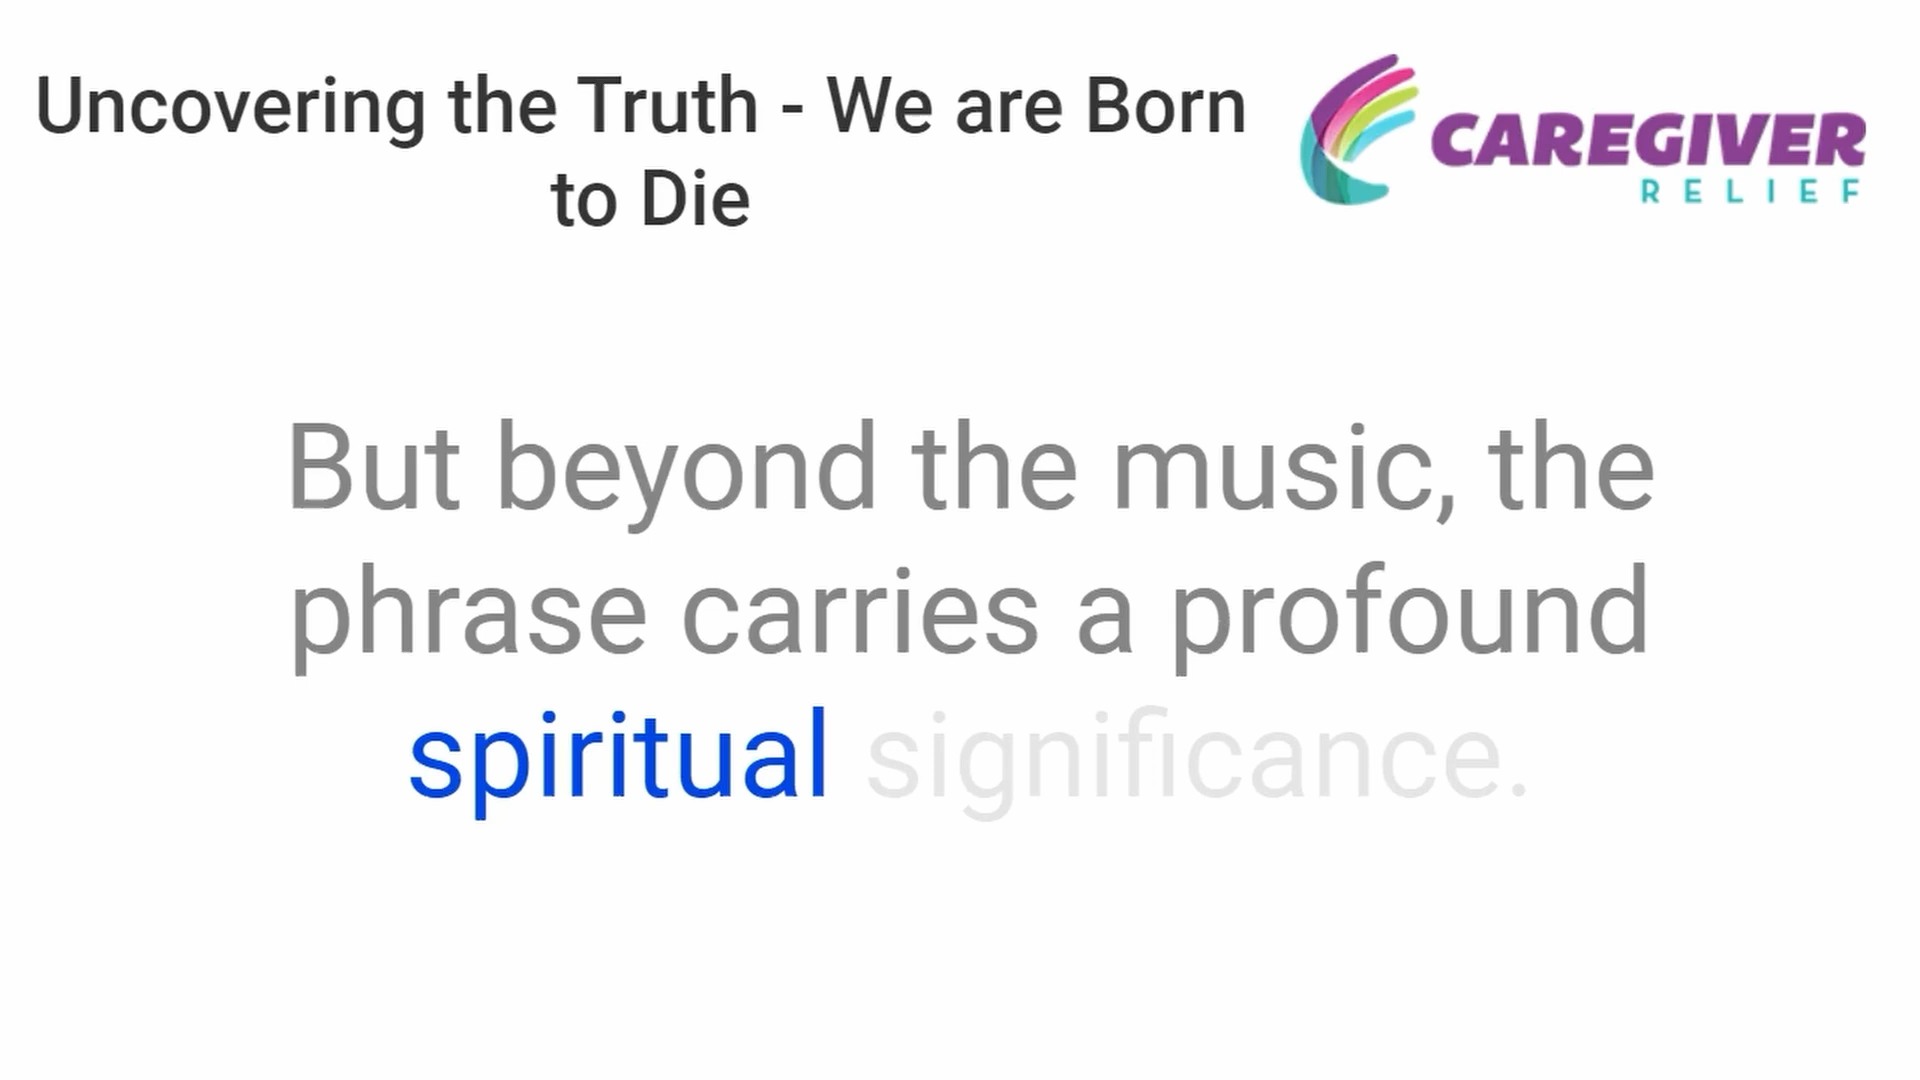 Uncovering the Truth - We are Born
to Die
CAREGIVER
RELIEF
But beyond the music, the
phrase carries a profound
spiritual significance.